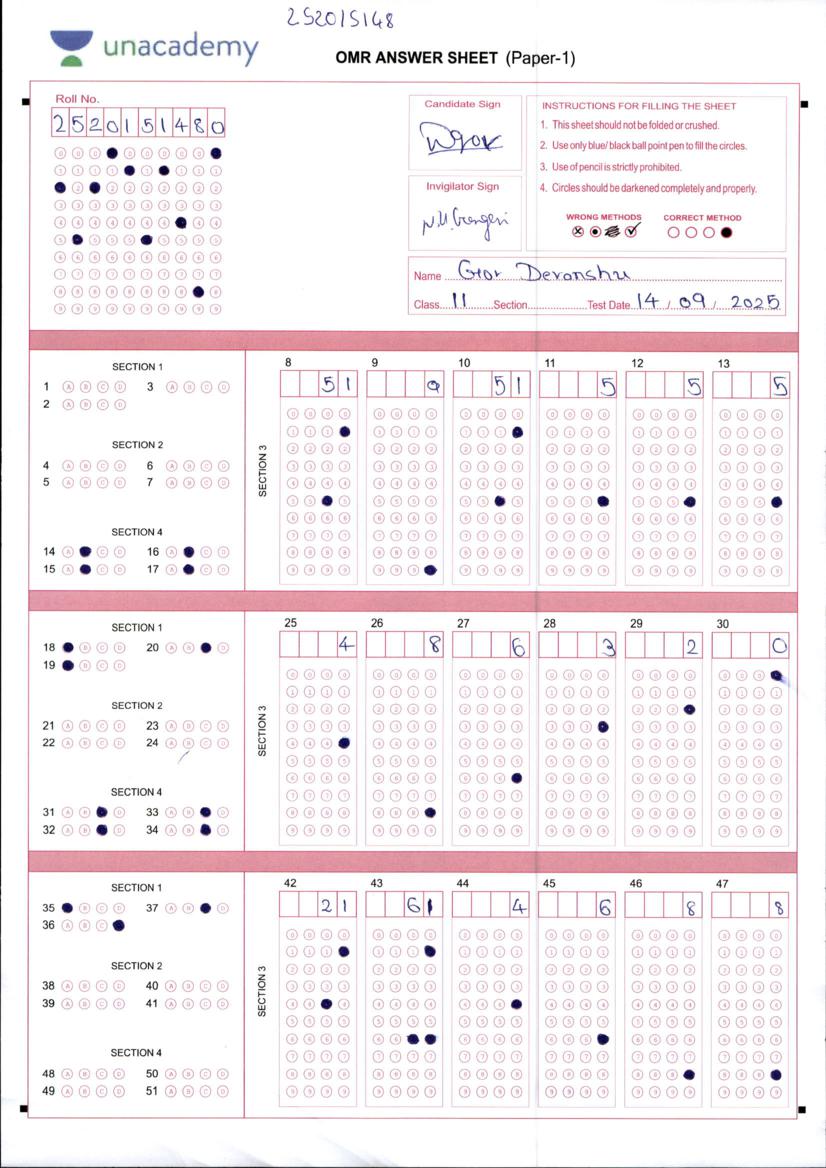 25201S148
unacademy
OMR ANSWER SHEET (Paper-1)
Roll No.
2 5 2 0 1 5 1 4 8 0
Candidate Sign
Invigilator Sign
INSTRUCTIONS FOR FILLING THE SHEET
1. This sheet should not be folded or crushed.
2. Use only blue/ black ball point pen to fill the circles.
3. Use of pencil is strictly prohibited.
4. Circles should be darkened completely and properly.
WRONG METHODS CORRECT METHOD
Name Gor Devanshu
Class 11 Section Test Date 14 / 09 / 2025
SECTION 1
1 A B C D 3 A B C D
2 A B C D
SECTION 2
4 A B C D 6 A B C D
5 A B C D 7 A B C D
SECTION 4
14 A C D 16 A C D
15 A C D 17 A C D
SECTION 3
8 9 10 11 12 13
51 9 51 5 5 5
SECTION 1
18 B C D 20 A B D
19 B C D
SECTION 2
21 A B C D 23 A B C D
22 A B C D 24 A B C D
SECTION 4
31 A B D 33 A B D
32 A B D 34 A B D
SECTION 3
25 26 27 28 29 30
4 8 6 3 2 0
SECTION 1
35 B C D 37 A B D
36 A B C
SECTION 2
38 A B C D 40 A B C D
39 A B C D 41 A B C D
SECTION 4
48 A B C D 50 A B C D
49 A B C D 51 A B C D
SECTION 3
42 43 44 45 46 47
21 61 4 6 8 8